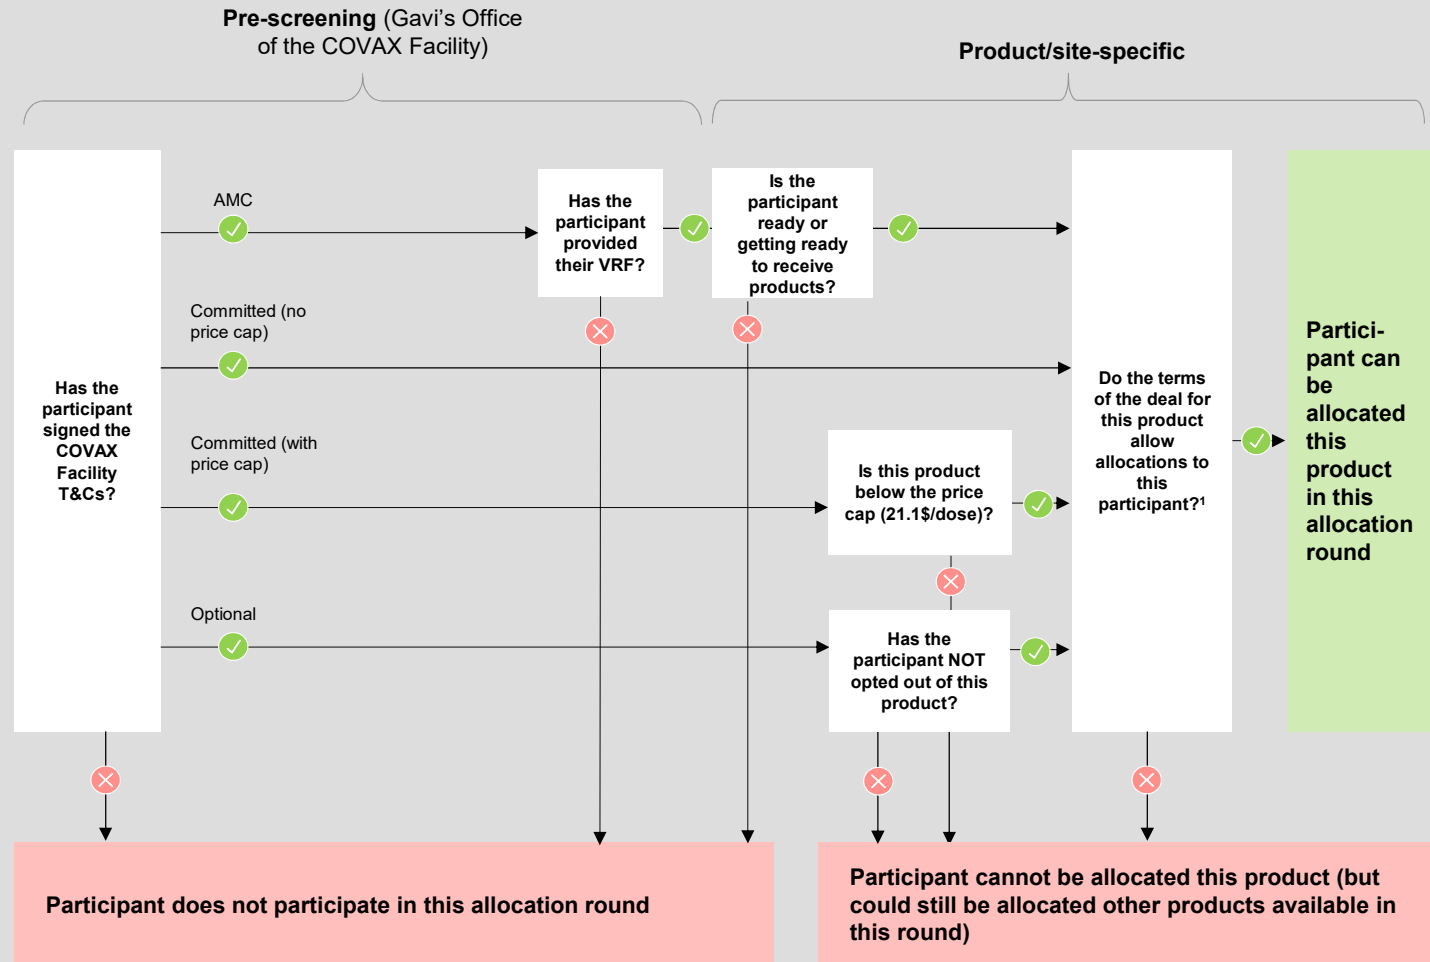 Pre-screening (Gavi's Office
of the COVAX Facility)
Product/site-specific
Has the
participant
signed the
COVAX
Facility
T&Cs?
AMC
Committed (no
price cap)
Committed (with
price cap)
Optional
Has the
participant
provided
their VRF?
Is the
participant
ready or
getting ready
to receive
products?
Is this product
below the price
cap (21.1$/dose)?
Has the
participant NOT
opted out of this
product?
Do the terms
of the deal for
this product
allow
allocations to
this
participant?¹
Partici-
pant can
be
allocated
this
product
in this
allocation
round
Participant does not participate in this allocation round
Participant cannot be allocated this product (but
could still be allocated other products available in
this round)